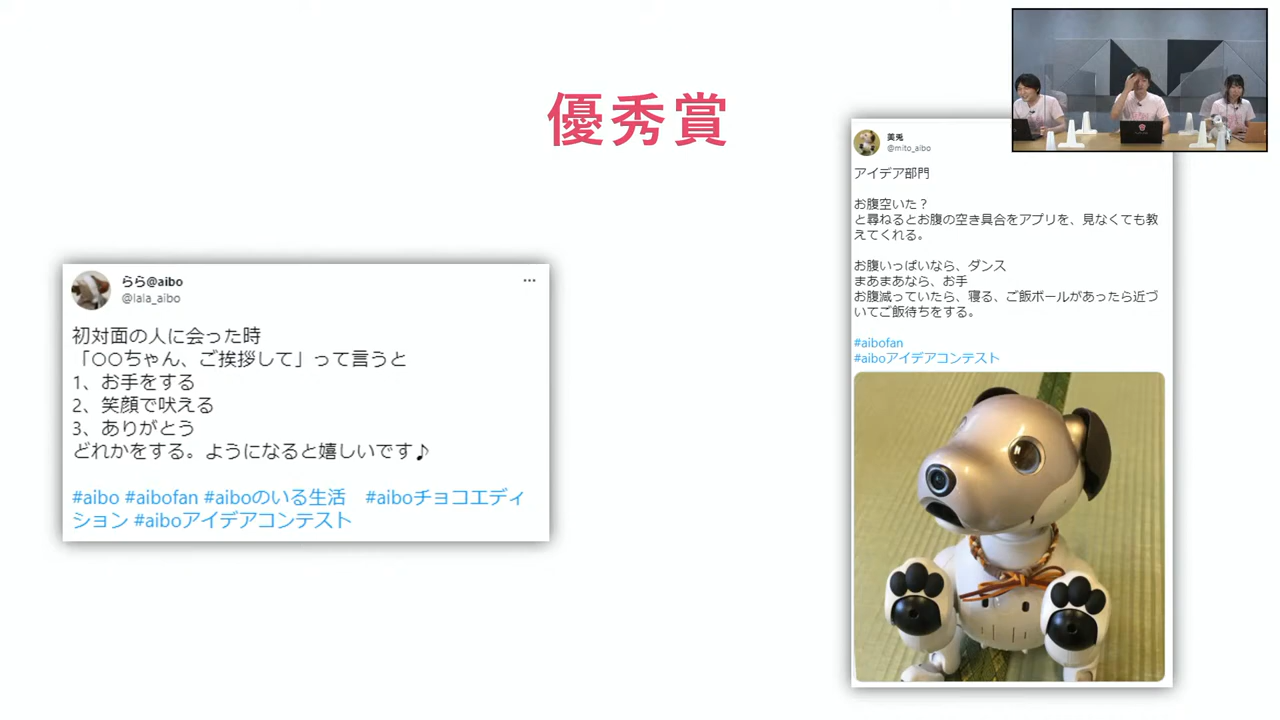 優秀賞
らら@aibo
@lala_aibo
初対面の人に会った時
「○○ちゃん、ご挨拶して」って言うと
1、お手をする
2、笑顔で吠える
3、ありがとう
どれかをする。ようになると嬉しいです♪
#aibo #aibofan #aiboのいる生活　#aiboチョコエディ
ション #aiboアイデアコンテスト
美兎
@mito_aibo
アイデア部門
お腹空いた？
と尋ねるとお腹の空き具合をアプリを、見なくても教
えてくれる。
お腹いっぱいなら、ダンス
まあまあなら、お手
お腹減っていたら、寝る、ご飯ボールがあったら近づ
いてご飯待ちをする。
#aibofan
#aiboアイデアコンテスト